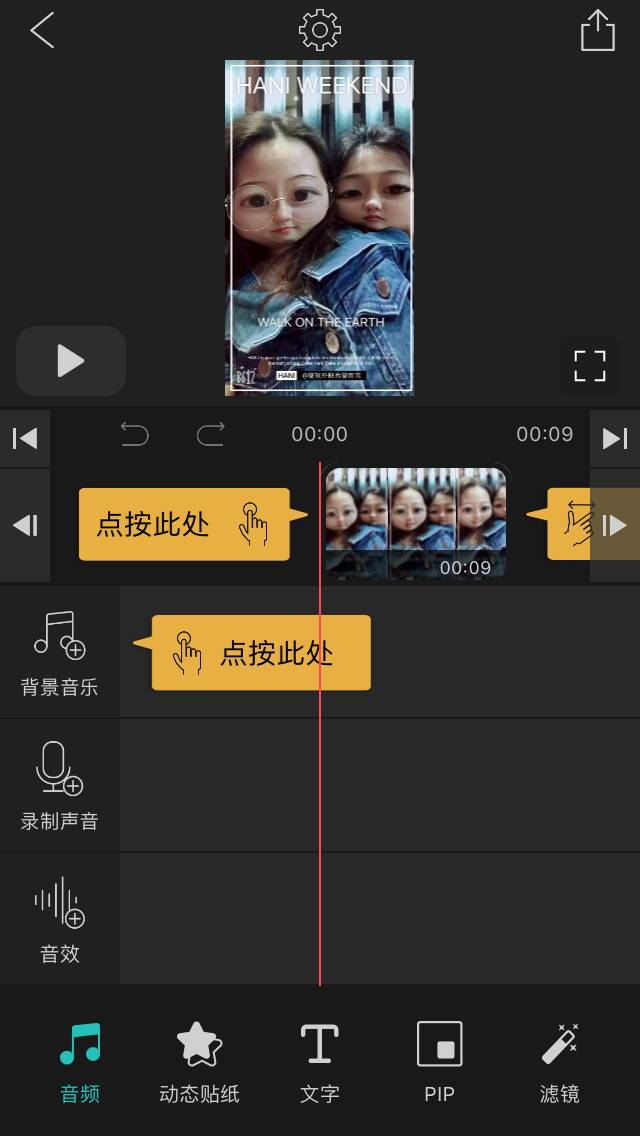 HANI WEEKEND
WALK ON THE EARTH
HANI
B612
00:00
00:09
点按此处
00:09
点按此处
背景音乐
录制声音
音效
音频
动态贴纸
文字
PIP
滤镜